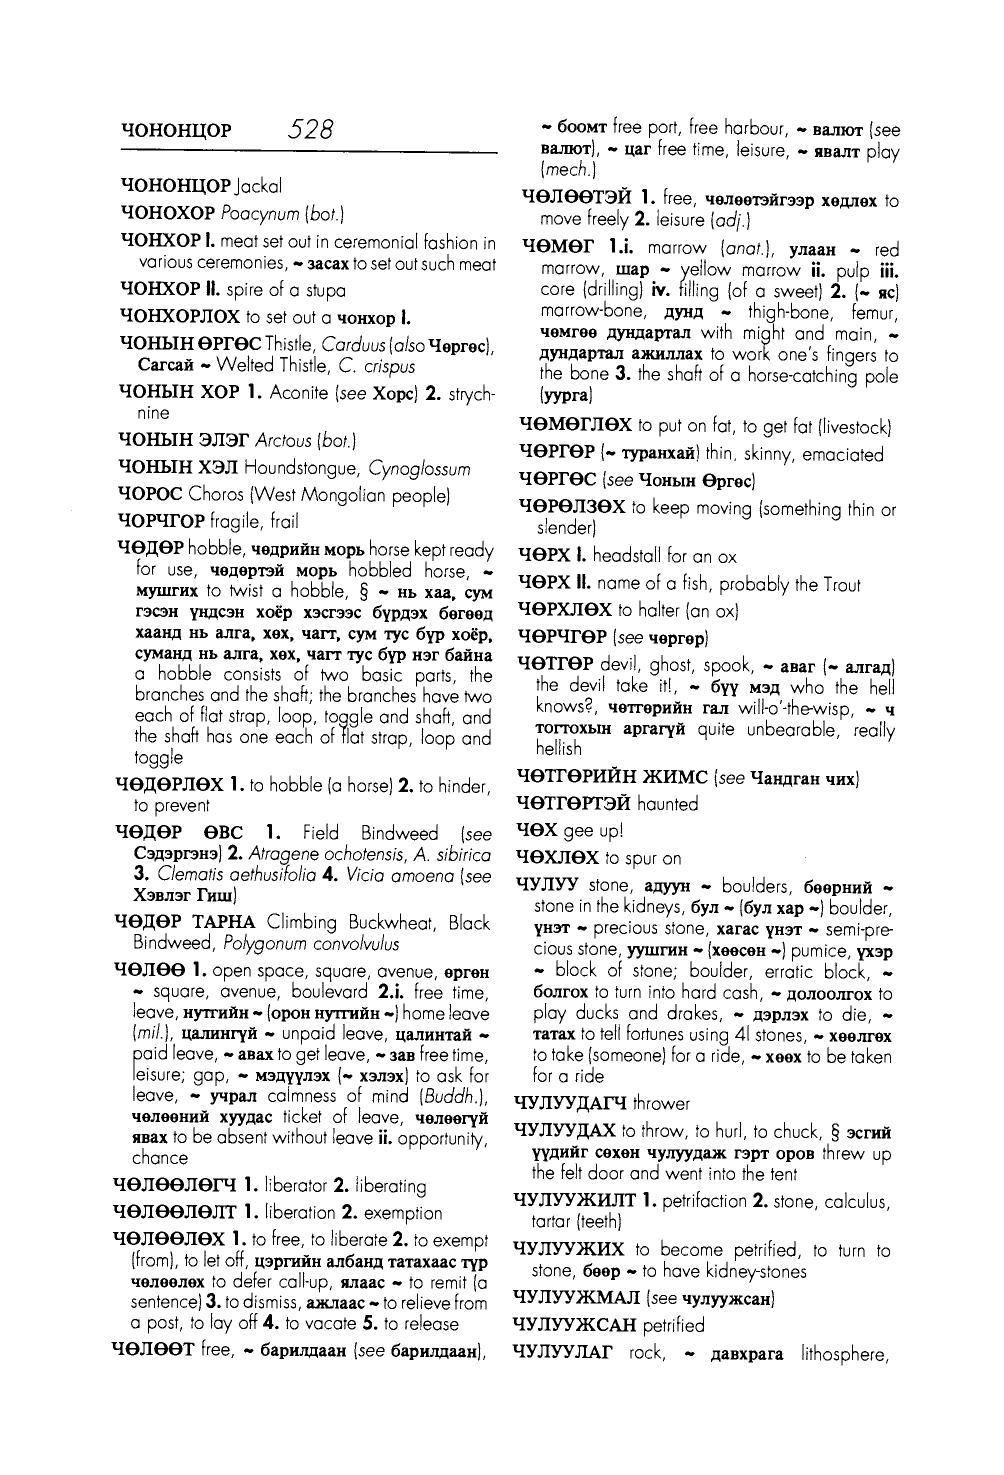 ЧОНОНЦОР 528
ЧОНОНЦОР Jackal
ЧОНОХОР Poacynum (bot.)
ЧОНХОР I. meat set out in ceremonial fashion in
various ceremonies, ~ засах to set out such meat
ЧОНХОР II. spire of a stupa
ЧОНХОРЛОХ to set out a чонхор I.
ЧОНЫН ӨРГӨС Thistle, Carduus (also Чөргөс),
Сагсай ~ Welted Thistle, C. crispus
ЧОНЫН ХОР 1. Aconite (see Хорс) 2. strych-
nine
ЧОНЫН ЭЛЭГ Arctous (bot.)
ЧОНЫН ХЭЛ Houndstongue, Cynoglossum
ЧОРОС Choros (West Mongolian people)
ЧОРЧГОР fragile, frail
ЧӨДӨР hobble, чөдрийн морь horse kept ready
for use, чөдөртэй морь hobbled horse, ~
мушгих to twist a hobble, § ~ нь хаа, сум
гэсэн үндсэн хоёр хэсгээс бүрдэх бөгөөд
хаанд нь алга, хөх, чагт, сум тус бүр хоёр,
суманд нь алга, хөх, чагт тус бүр нэг байна
a hobble consists of two basic parts, the
branches and the shaft; the branches have two
each of flat strap, loop, toggle and shaft, and
the shaft has one each of flat strap, loop and
toggle
ЧӨДӨРЛӨХ 1. to hobble (a horse) 2. to hinder,
to prevent
ЧӨДӨР ӨВС 1. Field Bindweed (see
Сэдэргэнэ) 2. Atragene ochotensis, A. sibirica
3. Clematis aethusifolia 4. Vicia amoena (see
Хэвлэг Гиш)
ЧӨДӨР ТАРНА Climbing Buckwheat, Black
Bindweed, Polygonum convolvulus
ЧӨЛӨӨ 1. open space, square, avenue, өргөн
~ square, avenue, boulevard 2.i. free time,
leave, нутгийн ~ (орон нутгийн ~) home leave
(mil.), цалингүй ~ unpaid leave, цалинтай ~
paid leave, ~ авах to get leave, ~ зав free time,
leisure; gap, ~ мэдүүлэх (~ хэлэх) to ask for
leave, ~ учрал calmness of mind (Buddh.),
чөлөөний хуудас ticket of leave, чөлөөгүй
явах to be absent without leave ii. opportunity,
chance
ЧӨЛӨӨЛӨГЧ 1. liberator 2. liberating
ЧӨЛӨӨЛӨЛТ 1. liberation 2. exemption
ЧӨЛӨӨЛӨХ 1. to free, to liberate 2. to exempt
(from), to let off, цэргийн албанд татахаас түр
чөлөөлөх to defer call-up, ялаас ~ to remit (a
sentence) 3. to dismiss, ажлаас ~ to relieve from
a post, to lay off 4. to vacate 5. to release
ЧӨЛӨӨТ free, ~ барилдаан (see барилдаан),
~ боомт free port, free harbour, ~ валют (see
валют), ~ цаг free time, leisure, ~ явалт play
(mech.)
ЧӨЛӨӨТЭЙ 1. free, чөлөөтэйгээр хөдлөх to
move freely 2. leisure (adj.)
ЧӨМӨГ 1.i. marrow (anat.), улаан ~ red
marrow, шар ~ yellow marrow ii. pulp iii.
core (drilling) iv. filling (of a sweet) 2. (~ яс)
marrow-bone, дунд ~ thigh-bone, femur,
чөмгөө дундартал with might and main, ~
дундартал ажиллах to work one's fingers to
the bone 3. the shaft of a horse-catching pole
(уурга)
ЧӨМӨГЛӨХ to put on fat, to get fat (livestock)
ЧӨРГӨР (~ туранхай) thin, skinny, emaciated
ЧӨРГӨС (see Чонын Өргөс)
ЧӨРӨЛЗӨХ to keep moving (something thin or
slender)
ЧӨРХ I. headstall for an ox
ЧӨРХ II. name of a fish, probably the Trout
ЧӨРХЛӨХ to halter (an ox)
ЧӨРЧГӨР (see чөргөр)
ЧӨТГӨР devil, ghost, spook, ~ аваг (~ алгад)
the devil take it!, ~ бүү мэд who the hell
knows?, чөтгөрийн гал will-o'-the-wisp, ~ ч
тогтохын аргагүй quite unbearable, really
hellish
ЧӨТГӨРИЙН ЖИМС (see Чандган чих)
ЧӨТГӨРТЭЙ haunted
ЧӨХ gee up!
ЧӨХЛӨХ to spur on
ЧУЛУУ stone, адуун ~ boulders, бөөрний ~
stone in the kidneys, бул ~ (бул хар ~) boulder,
үнэт ~ precious stone, хагас үнэт ~ semi-pre-
cious stone, уушгин ~ (хөөсөн ~) pumice, үхэр
~ block of stone; boulder, erratic block, ~
болгох to turn into hard cash, ~ долоолгох to
play ducks and drakes, ~ дэрлэх to die, ~
татах to tell fortunes using 41 stones, ~ хөөлгөх
to take (someone) for a ride, ~ хөөх to be taken
for a ride
ЧУЛУУДАГЧ thrower
ЧУЛУУДАХ to throw, to hurl, to chuck, § эсгий
үүдийг сөхөн чулуудаж гэрт оров threw up
the felt door and went into the tent
ЧУЛУУЖИЛТ 1. petrifaction 2. stone, calculus,
tartar (teeth)
ЧУЛУУЖИХ to become petrified, to turn to
stone, бөөр ~ to have kidney-stones
ЧУЛУУЖМАЛ (see чулуужсан)
ЧУЛУУЖСАН petrified
ЧУЛУУЛАГ rock, ~ давхрага lithosphere,